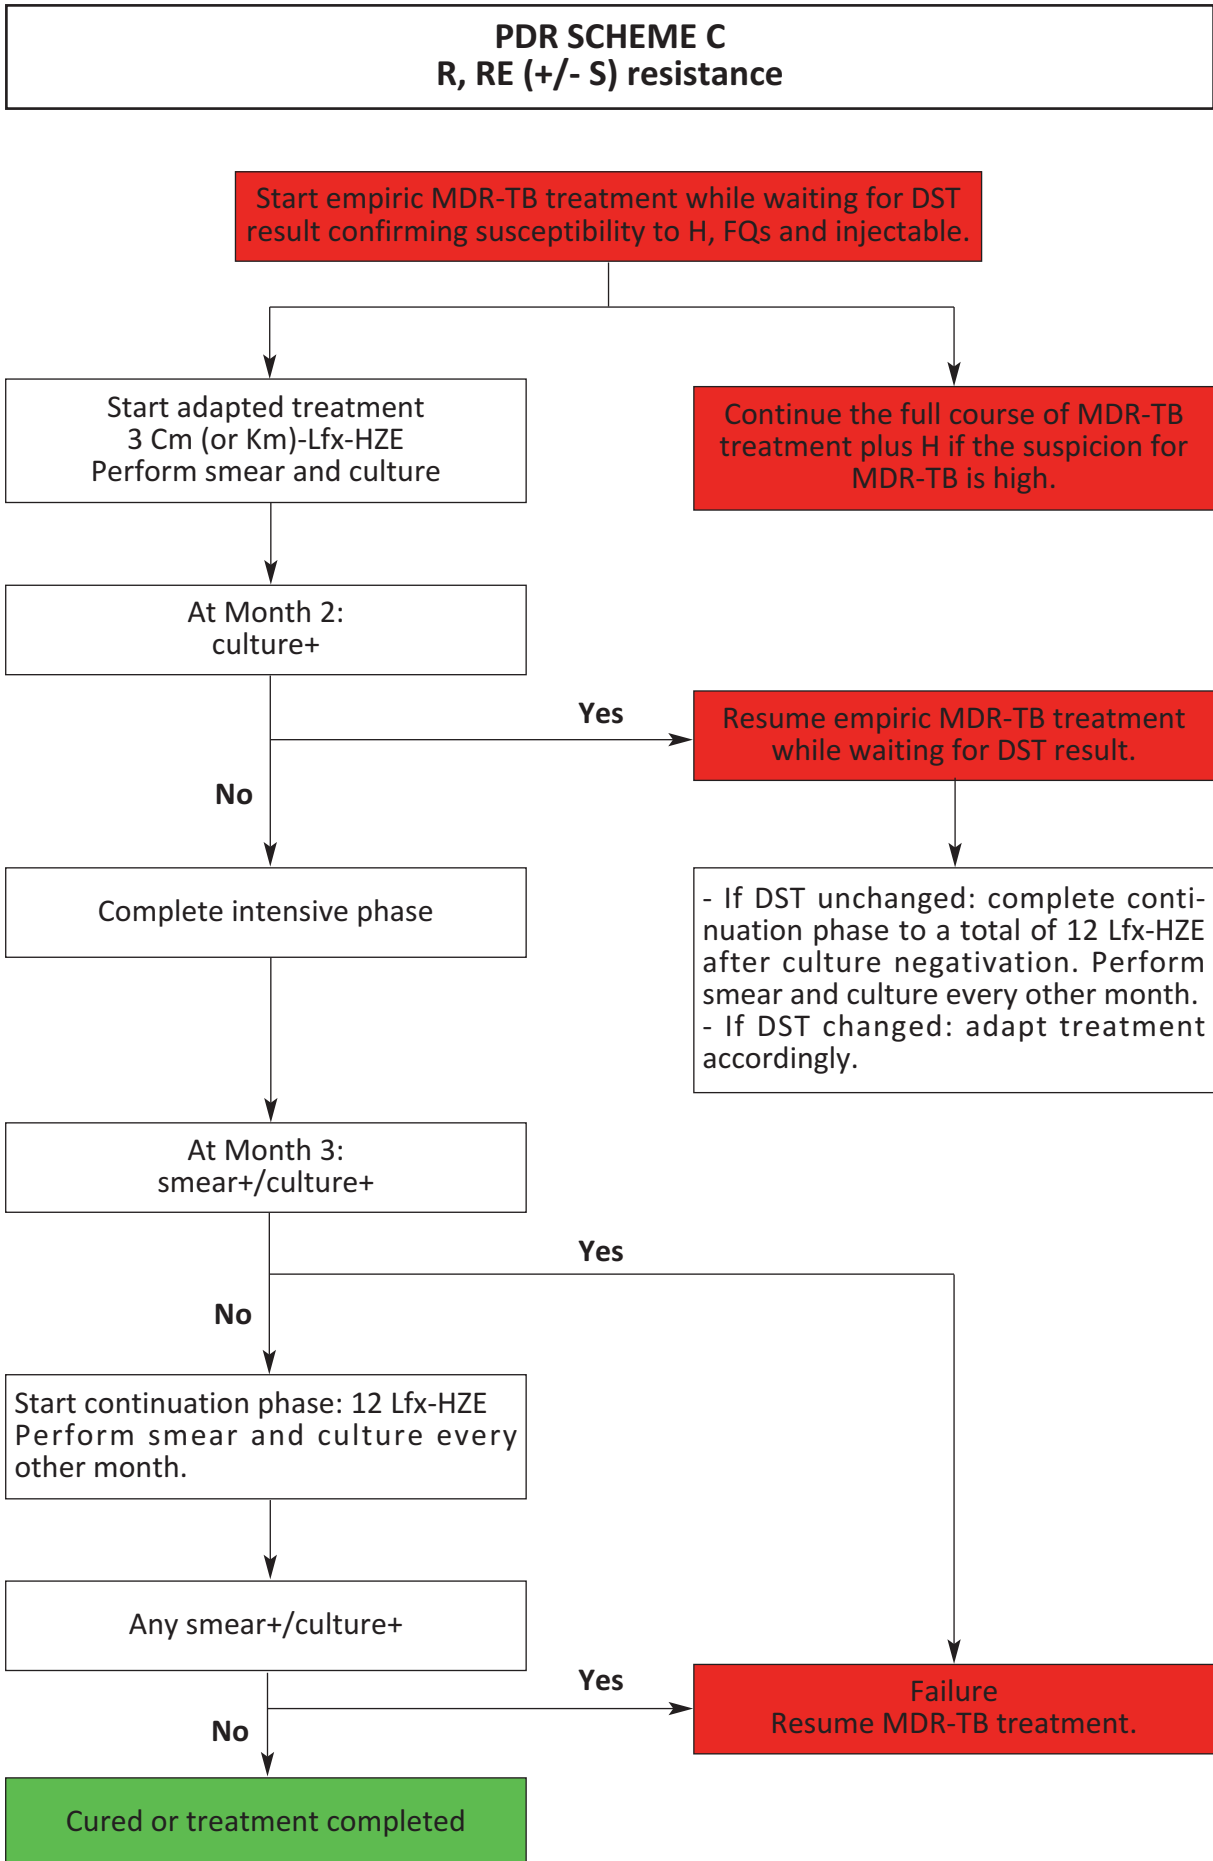 PDR SCHEME C
R, RE (+/- S) resistance
Start empiric MDR-TB treatment while waiting for DST
result confirming susceptibility to H, FQs and injectable.
Start adapted treatment
3 Cm (or Km)-Lfx-HZE
Perform smear and culture
Continue the full course of MDR-TB
treatment plus H if the suspicion for
MDR-TB is high.
At Month 2:
culture+
Yes
Resume empiric MDR-TB treatment
while waiting for DST result.
No
Complete intensive phase
- If DST unchanged: complete conti-
nuation phase to a total of 12 Lfx-HZE
after culture negativation. Perform
smear and culture every other month.
- If DST changed: adapt treatment
accordingly.
At Month 3:
smear+/culture+
Yes
No
Start continuation phase: 12 Lfx-HZE
Perform smear and culture every
other month.
Any smear+/culture+
Yes
Failure
Resume MDR-TB treatment.
No
Cured or treatment completed